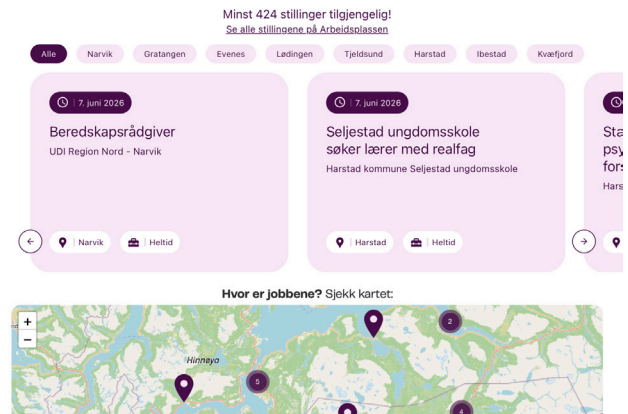 Minst 424 stillinger tilgjengelig!
Se alle stillingene på Arbeidsplassen
Alle Narvik Gratangen Evenes Lødingen Tjeldsund Harstad Ibestad Kvæfjord
7. juni 2026
Beredskapsrådgiver
UDI Region Nord - Narvik
Narvik Heltid
7. juni 2026
Seljestad ungdomsskole
søker lærer med realfag
Harstad kommune Seljestad ungdomsskole
Harstad Heltid
Hvor er jobbene? Sjekk kartet:
+
−
Hinnøya
2
5
4